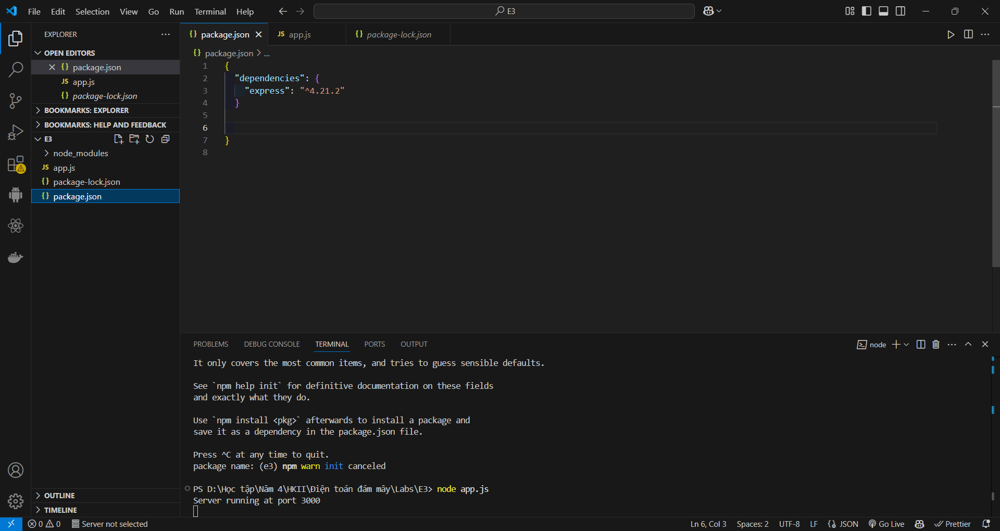 File Edit Selection View Go Run Terminal Help
E3
EXPLORER
OPEN EDITORS
{} package.json
JS app.js
{} package-lock.json
BOOKMARKS: EXPLORER
BOOKMARKS: HELP AND FEEDBACK
E3
node_modules
JS app.js
{} package-lock.json
{} package.json
OUTLINE
TIMELINE
{} package.json JS app.js {} package-lock.json
{} package.json > ...
1 {
2 "dependencies": {
3 "express": "^4.21.2"
4 }
5
6
7 }
8
PROBLEMS DEBUG CONSOLE TERMINAL PORTS OUTPUT
node
It only covers the most common items, and tries to guess sensible defaults.
See `npm help init` for definitive documentation on these fields
and exactly what they do.
Use `npm install <pkg>` afterwards to install a package and
save it as a dependency in the package.json file.
Press ^C at any time to quit.
package name: (e3) npm warn init canceled
PS D:\Học tập\Năm 4\HKII\Điện toán đám mây\Labs\E3> node app.js
Server running at port 3000
0 0 Server not selected
Ln 6, Col 3 Spaces: 2 UTF-8 LF {} JSON Go Live Prettier